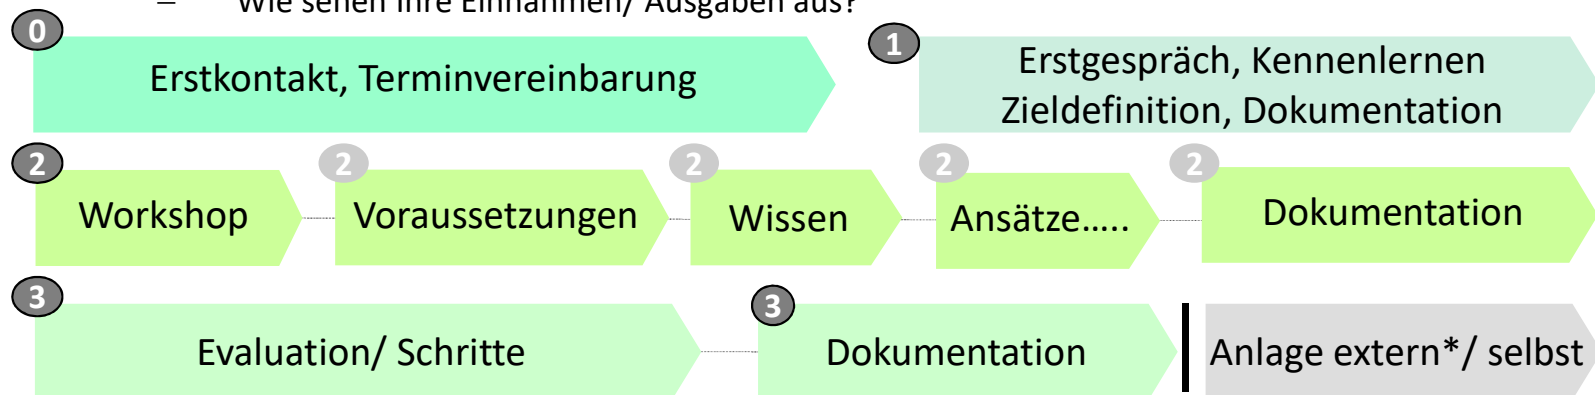 – Wie sehen Ihre Einnahmen/ Ausgaben aus?
0
Erstkontakt, Terminvereinbarung
1
Erstgespräch, Kennenlernen
Zieldefinition, Dokumentation
2
Workshop
2
Voraussetzungen
2
Wissen
2
Ansätze…..
2
Dokumentation
3
Evaluation/ Schritte
3
Dokumentation
Anlage extern*/ selbst